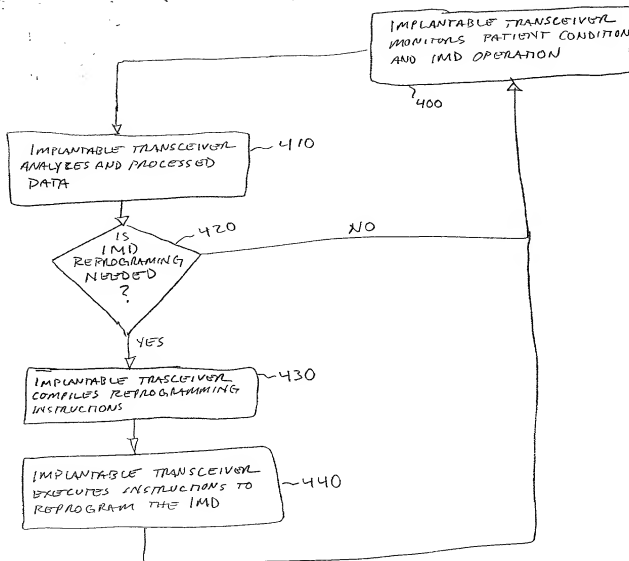 IMPLANTABLE TRANSCEIVER
MONITORS PATIENT CONDITION
AND IMD OPERATION
400
IMPLANTABLE TRANSCEIVER
ANALYZES AND PROCESSED
DATA
410
IS
IMD
REPROGRAMING
NEEDED
?
420
NO
YES
IMPLANTABLE TRASCEIVER
COMPILES REPROGRAMMING
INSTRUCTIONS
430
IMPLANTABLE TRANSCEIVER
EXECUTES INSTRUCTIONS TO
REPROGRAM THE IMD
440